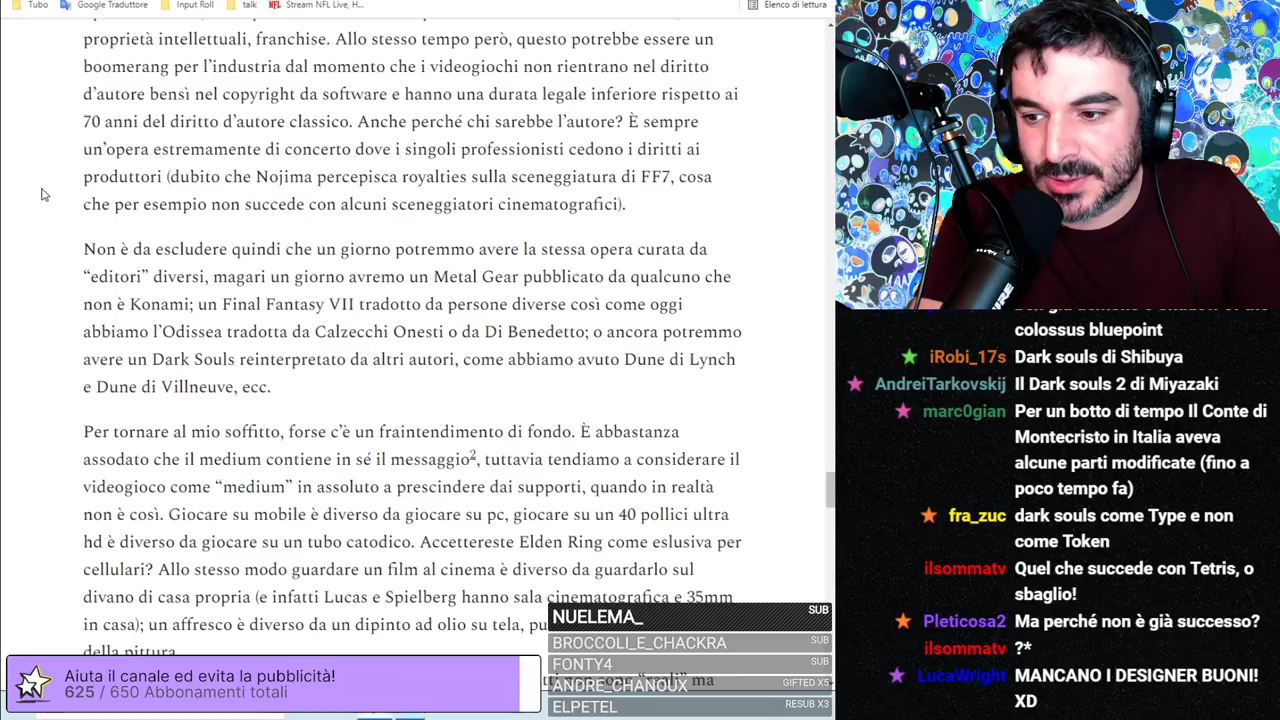 Tubo
Google Traduttore
Input Roll
talk
Stream NFL Live, H...
Elenco di lettura
proprietà intellettuali, franchise. Allo stesso tempo però, questo potrebbe essere un
boomerang per l’industria dal momento che i videogiochi non rientrano nel diritto
d’autore bensì nel copyright da software e hanno una durata legale inferiore rispetto ai
70 anni del diritto d’autore classico. Anche perché chi sarebbe l’autore? È sempre
un’opera estremamente di concerto dove i singoli professionisti cedono i diritti ai
produttori (dubito che Nojima percepisca royalties sulla sceneggiatura di FF7, cosa
che per esempio non succede con alcuni sceneggiatori cinematografici).
Non è da escludere quindi che un giorno potremmo avere la stessa opera curata da
“editori” diversi, magari un giorno avremo un Metal Gear pubblicato da qualcuno che
non è Konami; un Final Fantasy VII tradotto da persone diverse così come oggi
abbiamo l’Odissea tradotta da Calzecchi Onesti o da Di Benedetto; o ancora potremmo
avere un Dark Souls reinterpretato da altri autori, come abbiamo avuto Dune di Lynch
e Dune di Villneuve, ecc.
Per tornare al mio soffitto, forse c’è un fraintendimento di fondo. È abbastanza
assodato che il medium contiene in sé il messaggio2, tuttavia tendiamo a considerare il
videogioco come “medium” in assoluto a prescindere dai supporti, quando in realtà
non è così. Giocare su mobile è diverso da giocare su pc, giocare su un 40 pollici ultra
hd è diverso da giocare su un tubo catodico. Accettereste Elden Ring come eslusiva per
cellulari? Allo stesso modo guardare un film al cinema è diverso da guardarlo sul
divano di casa propria (e infatti Lucas e Spielberg hanno sala cinematografica e 35mm
in casa); un affresco è diverso da un dipinto ad olio su tela, pu
della pittura.
ma
Aiuta il canale ed evita la pubblicità!
625 / 650 Abbonamenti totali
NUELEMA_ SUB
BROCCOLI_E_CHACKRA SUB
FONTY4 SUB
ANDRE_CHANOUX GIFTED X5
ELPETEL RESUB X3
colossus bluepoint
iRobi_17s Dark souls di Shibuya
AndreiTarkovskij Il Dark souls 2 di Miyazaki
marc0gian Per un botto di tempo Il Conte di
Montecristo in Italia aveva
alcune parti modificate (fino a
poco tempo fa)
fra_zuc dark souls come Type e non
come Token
ilsommatv Quel che succede con Tetris, o
sbaglio!
Pleticosa2 Ma perché non è già successo?
ilsommatv ?*
LucaWright MANCANO I DESIGNER BUONI!
XD